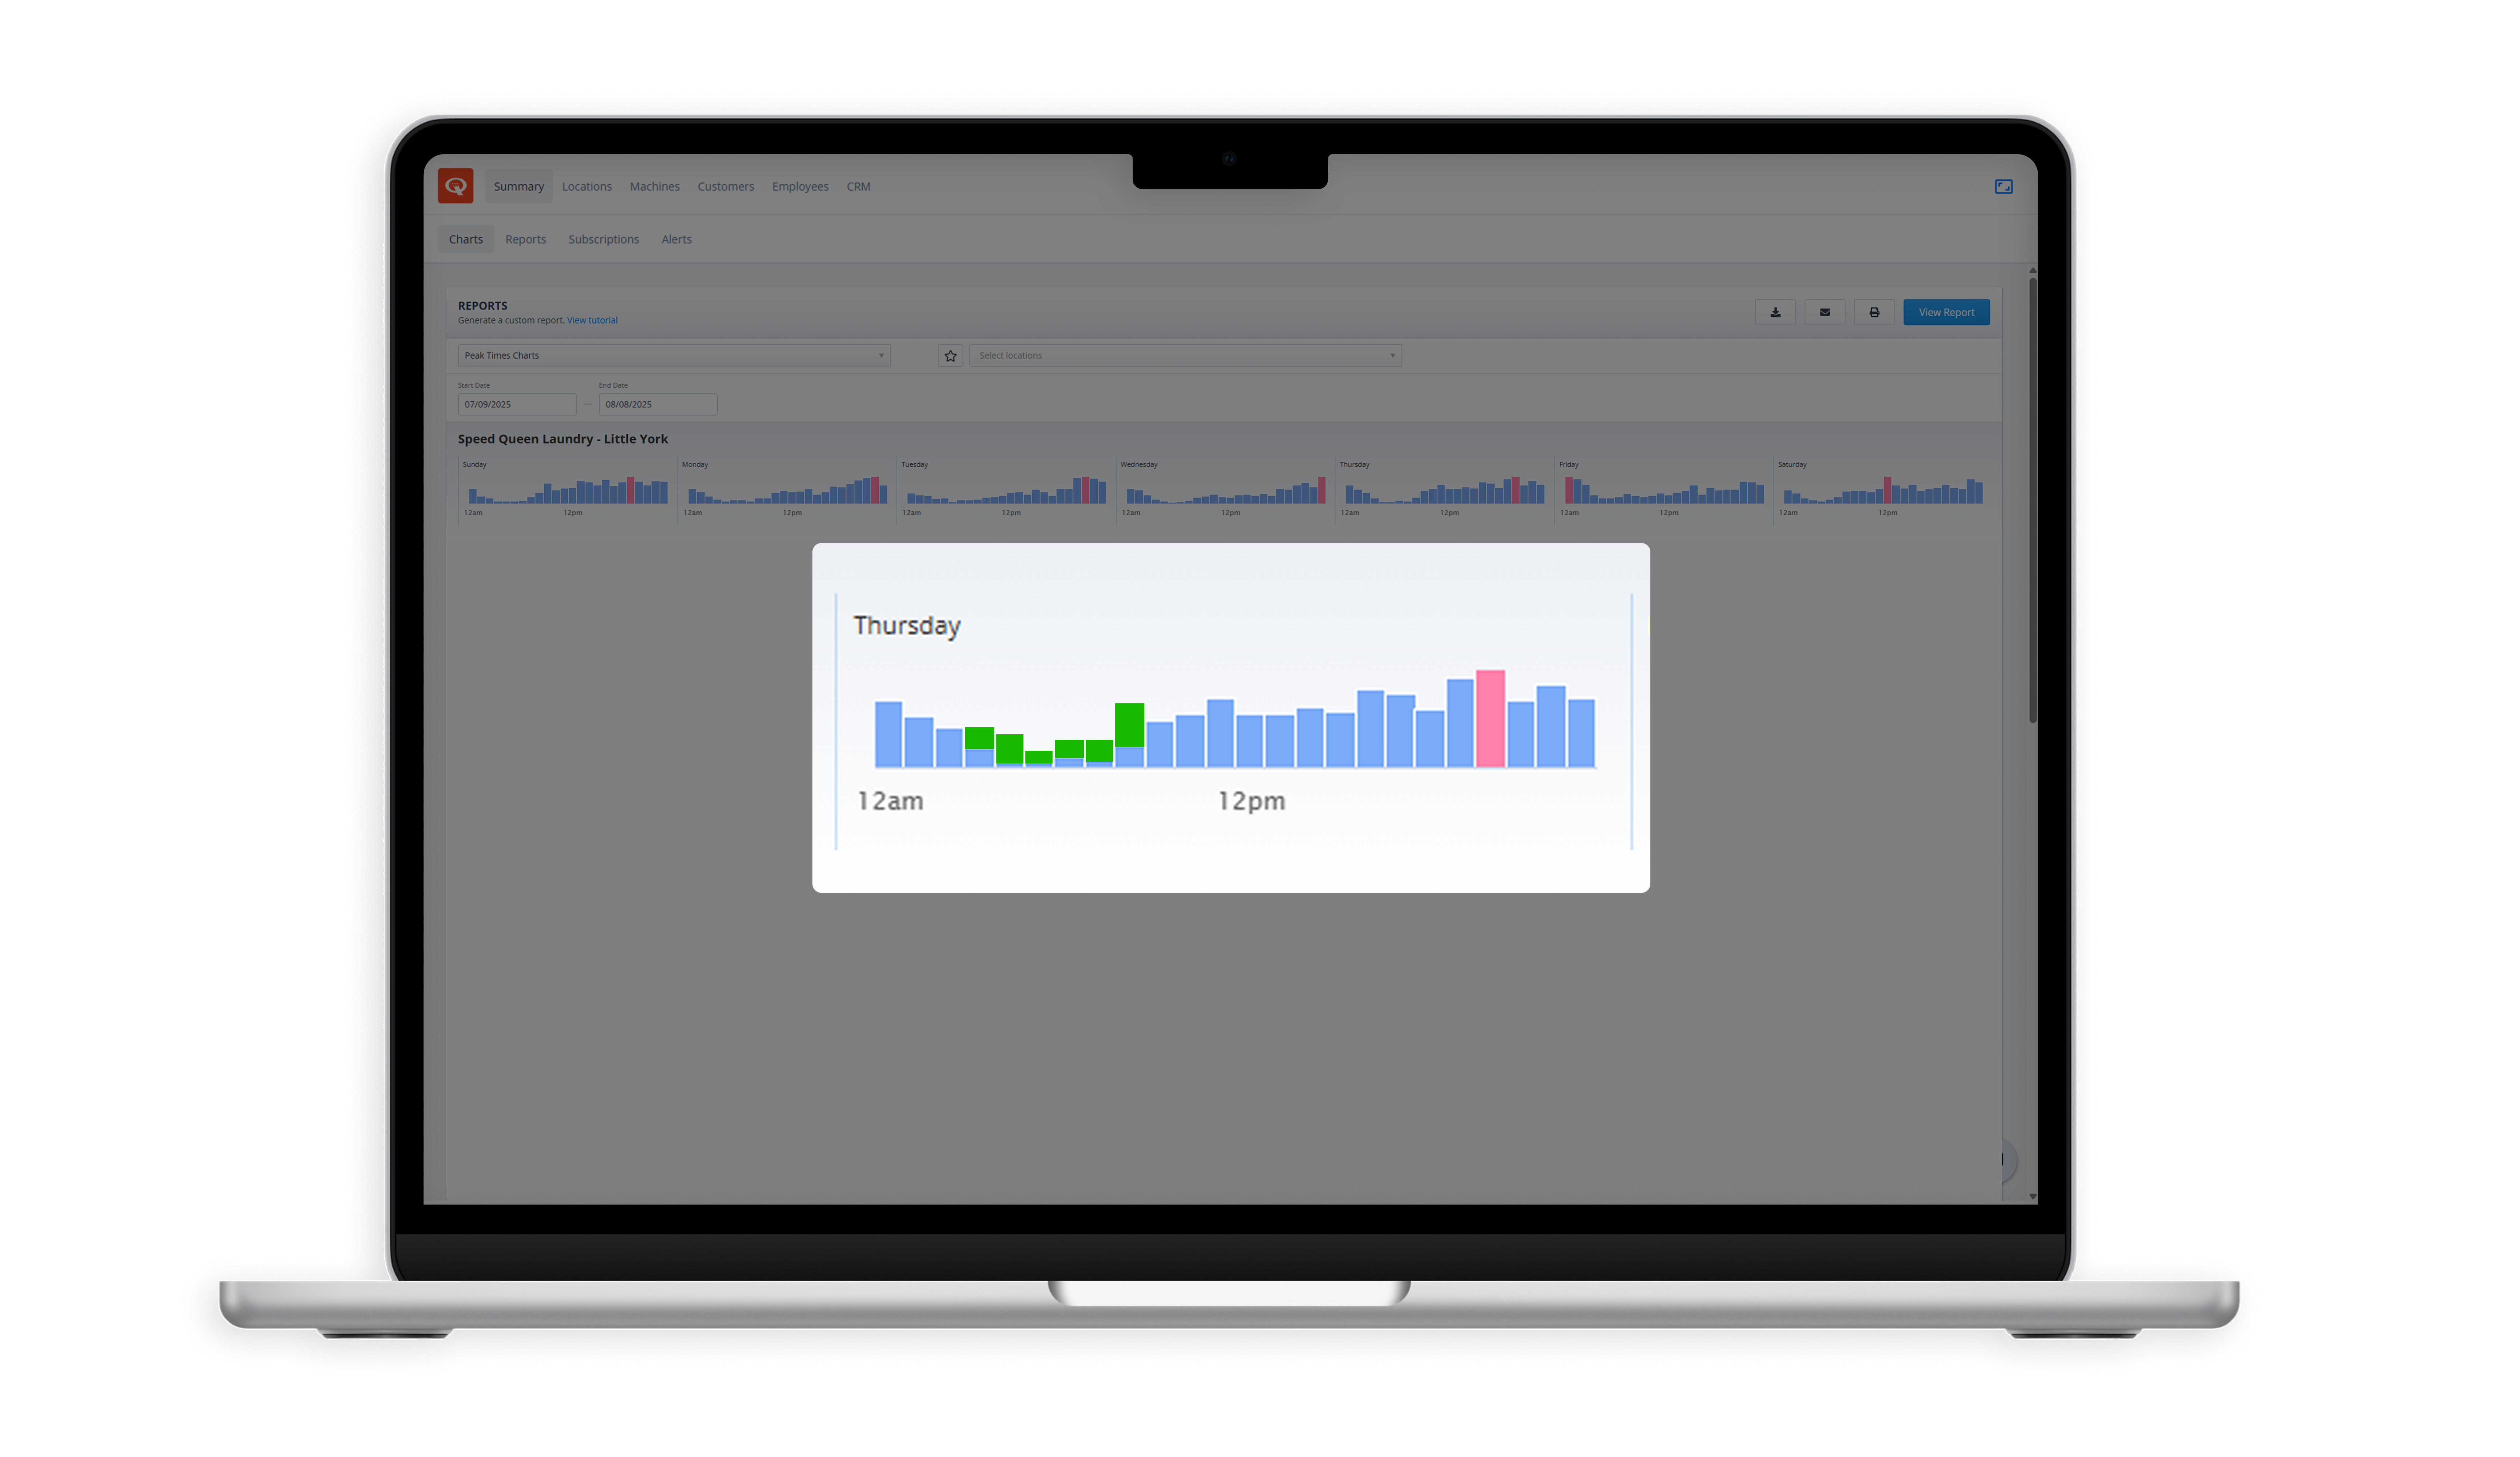 Summary Locations Machines Customers Employees CRM
Charts Reports Subscriptions Alerts
REPORTS
Generate a custom report. View tutorial
View Report
Peak Times Charts
Select locations
Start Date End Date
07/09/2025 — 08/08/2025
Speed Queen Laundry - Little York
Sunday Monday Tuesday Wednesday Thursday Friday Saturday
12am 12pm 12am 12pm 12am 12pm 12am 12pm 12am 12pm 12am 12pm 12am 12pm
Thursday
12am 12pm